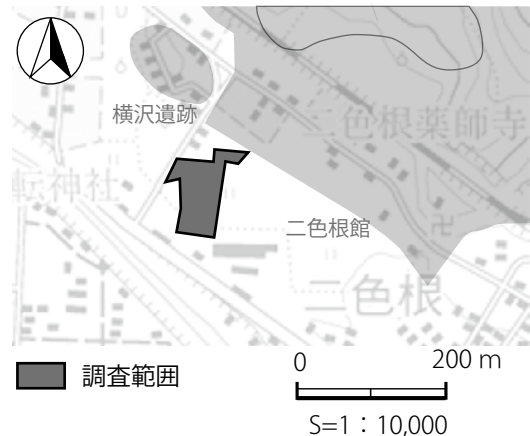 横沢遺跡
二色根薬師寺
転神社
二色根館
二色根
調査範囲
0 200 m
S=1：10,000